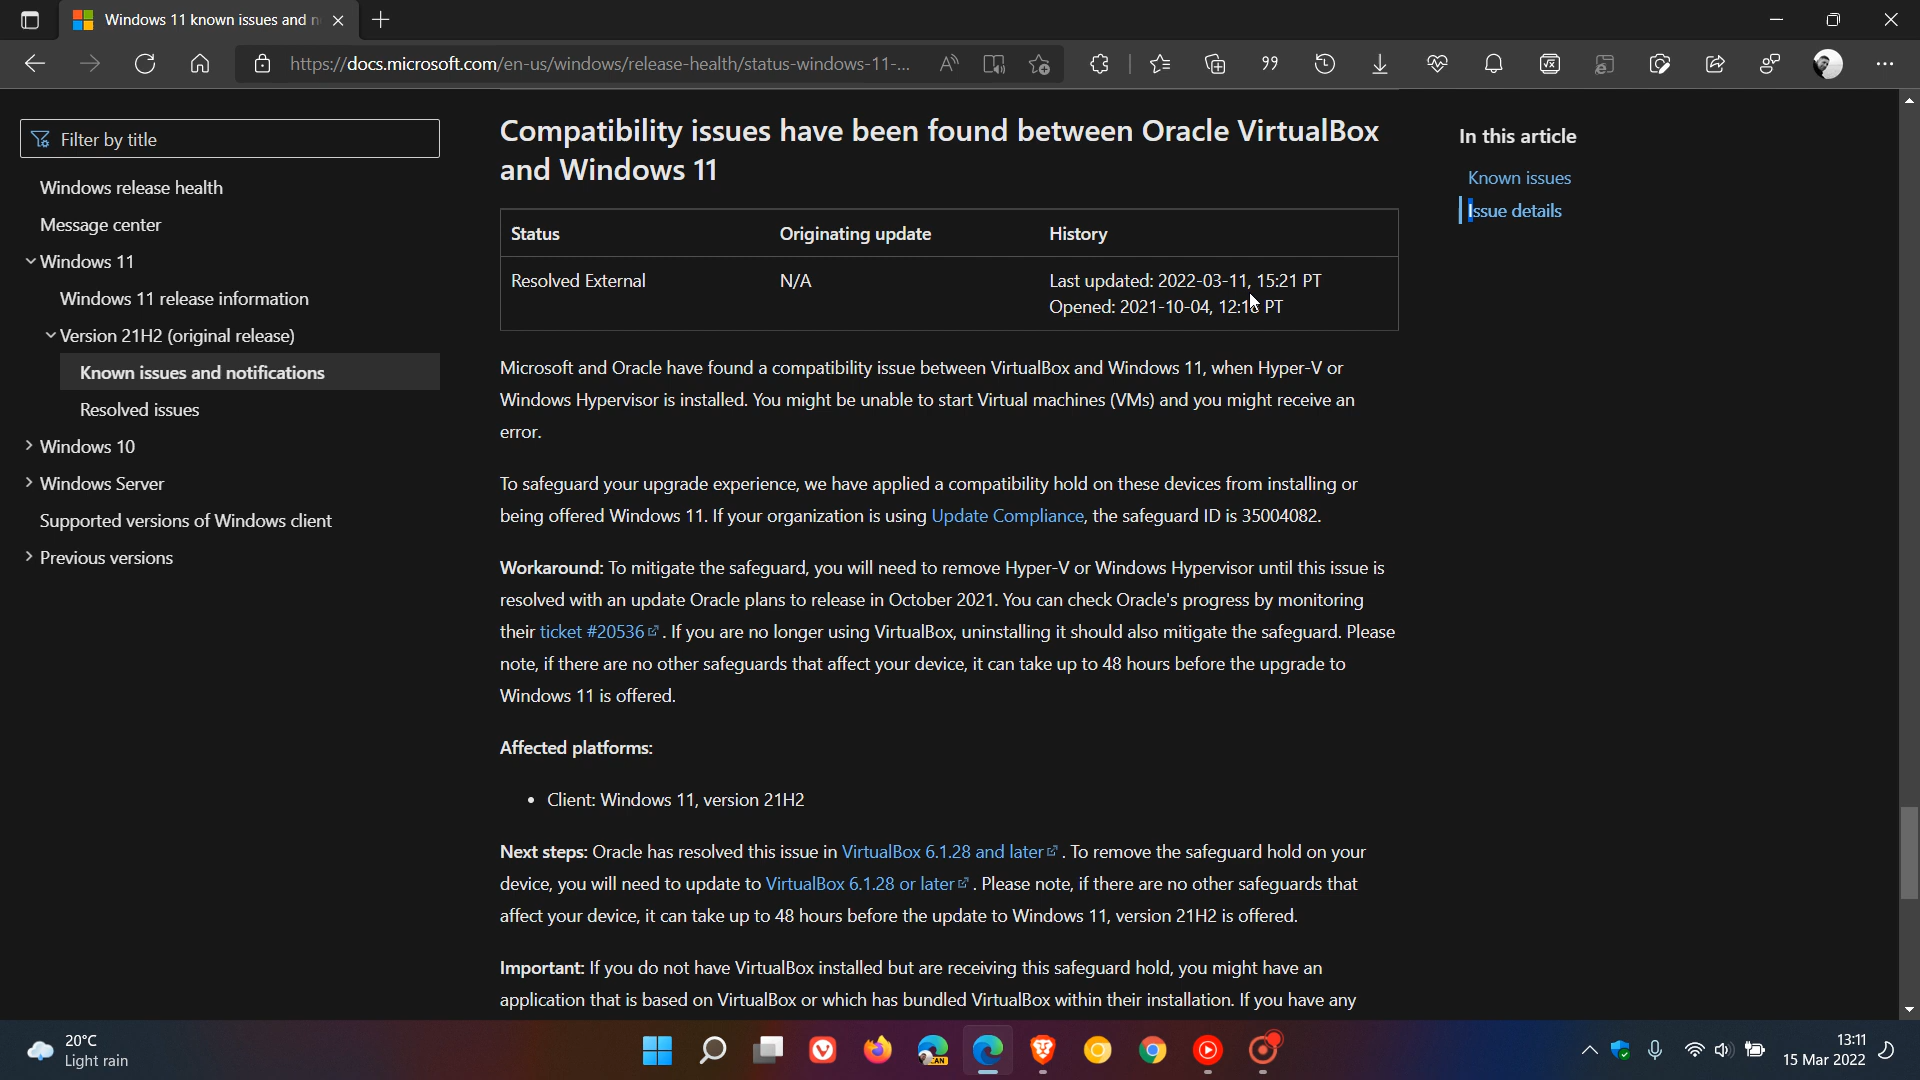 Windows 11 known issues and n
https://docs.microsoft.com/en-us/windows/release-health/status-windows-11-...
Filter by title
Windows release health
Message center
Windows 11
Windows 11 release information
Version 21H2 (original release)
Known issues and notifications
Resolved issues
Windows 10
Windows Server
Supported versions of Windows client
Previous versions
Compatibility issues have been found between Oracle VirtualBox
and Windows 11
Status Originating update History
Resolved External N/A Last updated: 2022-03-11, 15:21 PT
Opened: 2021-10-04, PT
Microsoft and Oracle have found a compatibility issue between VirtualBox and Windows 11, when Hyper-V or
Windows Hypervisor is installed. You might be unable to start Virtual machines (VMs) and you might receive an
error.
To safeguard your upgrade experience, we have applied a compatibility hold on these devices from installing or
being offered Windows 11. If your organization is using Update Compliance, the safeguard ID is 35004082.
Workaround: To mitigate the safeguard, you will need to remove Hyper-V or Windows Hypervisor until this issue is
resolved with an update Oracle plans to release in October 2021. You can check Oracle's progress by monitoring
their ticket #20536. If you are no longer using VirtualBox, uninstalling it should also mitigate the safeguard. Please
note, if there are no other safeguards that affect your device, it can take up to 48 hours before the upgrade to
Windows 11 is offered.
Affected platforms:
• Client: Windows 11, version 21H2
Next steps: Oracle has resolved this issue in VirtualBox 6.1.28 and later. To remove the safeguard hold on your
device, you will need to update to VirtualBox 6.1.28 or later. Please note, if there are no other safeguards that
affect your device, it can take up to 48 hours before the update to Windows 11, version 21H2 is offered.
Important: If you do not have VirtualBox installed but are receiving this safeguard hold, you might have an
application that is based on VirtualBox or which has bundled VirtualBox within their installation. If you have any
In this article
Known issues
Issue details
20°C
Light rain
CAN
13:11
15 Mar 2022